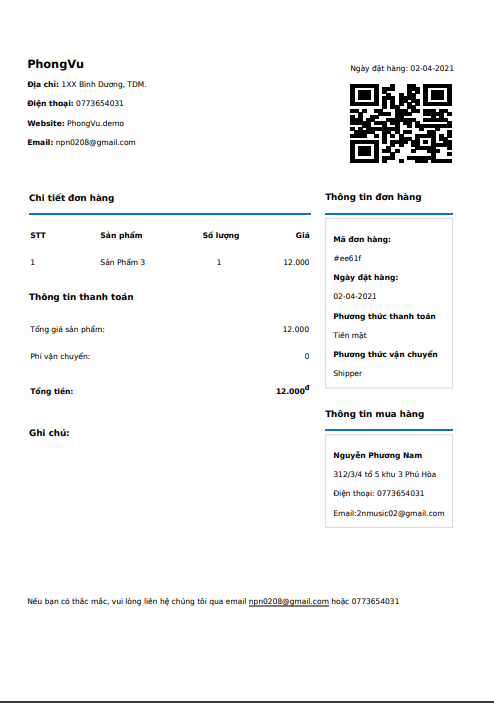 PhongVu
Ngày đặt hàng: 02-04-2021
Địa chỉ: 1XX Bình Dương, TDM.
Điện thoại: 0773654031
Website: PhongVu.demo
Email: npn0208@gmail.com
Chi tiết đơn hàng
STT Sản phẩm Số lượng Giá
1 Sản Phẩm 3 1 12.000
Thông tin thanh toán
Tổng giá sản phẩm: 12.000
Phí vận chuyển: 0
Tổng tiền: 12.000đ
Ghi chú:
Thông tin đơn hàng
Mã đơn hàng:
#ee61f
Ngày đặt hàng:
02-04-2021
Phương thức thanh toán
Tiền mặt
Phương thức vận chuyển
Shipper
Thông tin mua hàng
Nguyễn Phương Nam
312/3/4 tổ 5 khu 3 Phú Hòa
Điện thoại: 0773654031
Email:2nmusic02@gmail.com
Nếu bạn có thắc mắc, vui lòng liên hệ chúng tôi qua email npn0208@gmail.com hoặc 0773654031